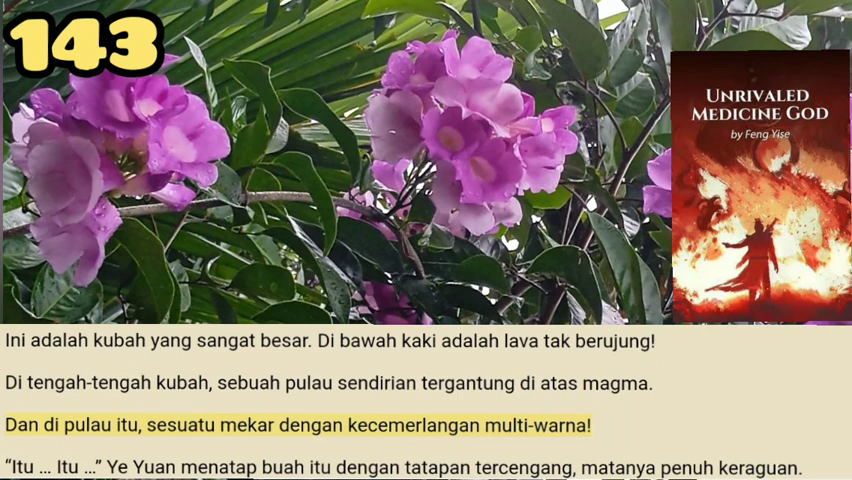 143
UNRIVALED
MEDICINE GOD
by Feng Yise
Ini adalah kubah yang sangat besar. Di bawah kaki adalah lava tak berujung!
Di tengah-tengah kubah, sebuah pulau sendirian tergantung di atas magma.
Dan di pulau itu, sesuatu mekar dengan kecemerlangan multi-warna!
“Itu … Itu …” Ye Yuan menatap buah itu dengan tatapan tercengang, matanya penuh keraguan.